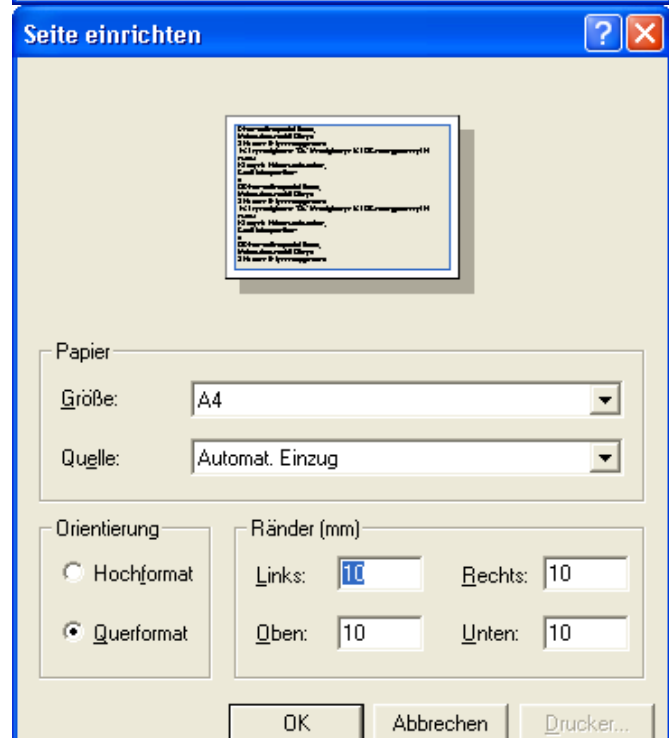 Seite einrichten
Papier
Größe: A4
Quelle: Automat. Einzug
Orientierung
Hochformat
Querformat
Ränder (mm)
Links: 10 Rechts: 10
Oben: 10 Unten: 10
OK Abbrechen Drucker...